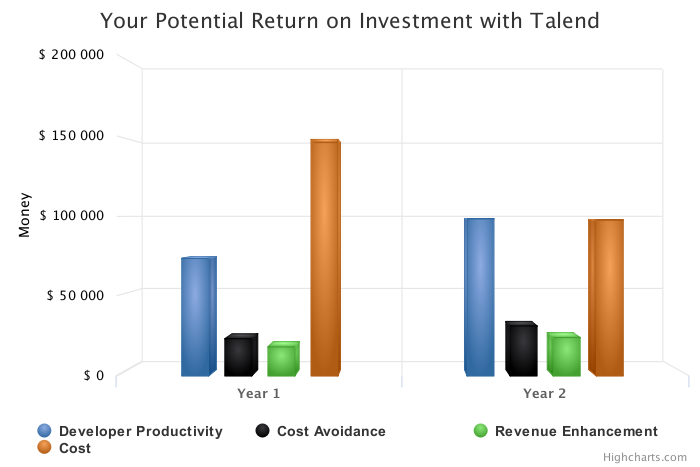 Your Potential Return on Investment with Talend
$ 200 000
$ 150 000
$ 100 000
$ 50 000
$ 0
Money
Year 1
Year 2
Developer Productivity
Cost Avoidance
Revenue Enhancement
Cost
Highcharts.com